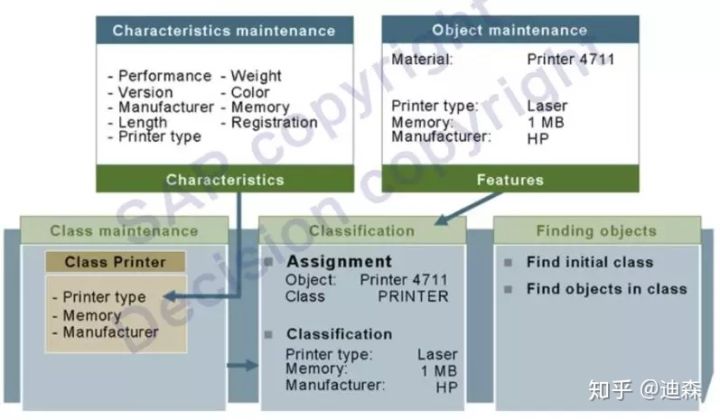 Characteristics maintenance
- Performance - Weight
- Version - Color
- Manufacturer - Memory
- Length - Registration
- Printer type
Characteristics
Object maintenance
Material: Printer 4711
Printer type: Laser
Memory: 1 MB
Manufacturer: HP
Features
Class maintenance
Class Printer
- Printer type
- Memory
- Manufacturer
Classification
Assignment
Object: Printer 4711
Class PRINTER
Classification
Printer type: Laser
Memory: 1 MB
Manufacturer: HP
Finding objects
Find initial class
Find objects in class
SAP copyright
Decision copyright
知乎 @迪森